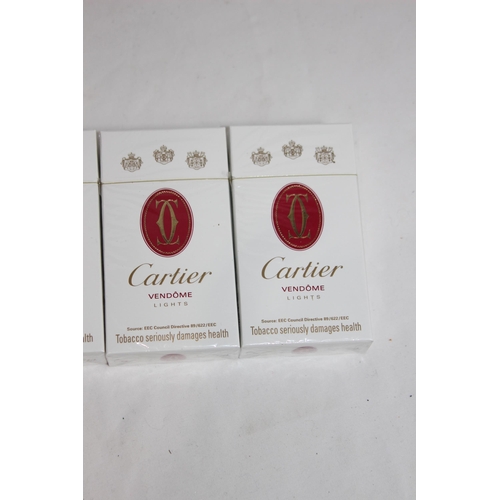 Cartier
VENDÔME
LIGHTS
Source: EEC Council Directive 89/622/EEC
Tobacco seriously damages health
Cartier
VENDÔME
LIGHTS
Source: EEC Council Directive 89/622/EEC
Tobacco seriously damages health